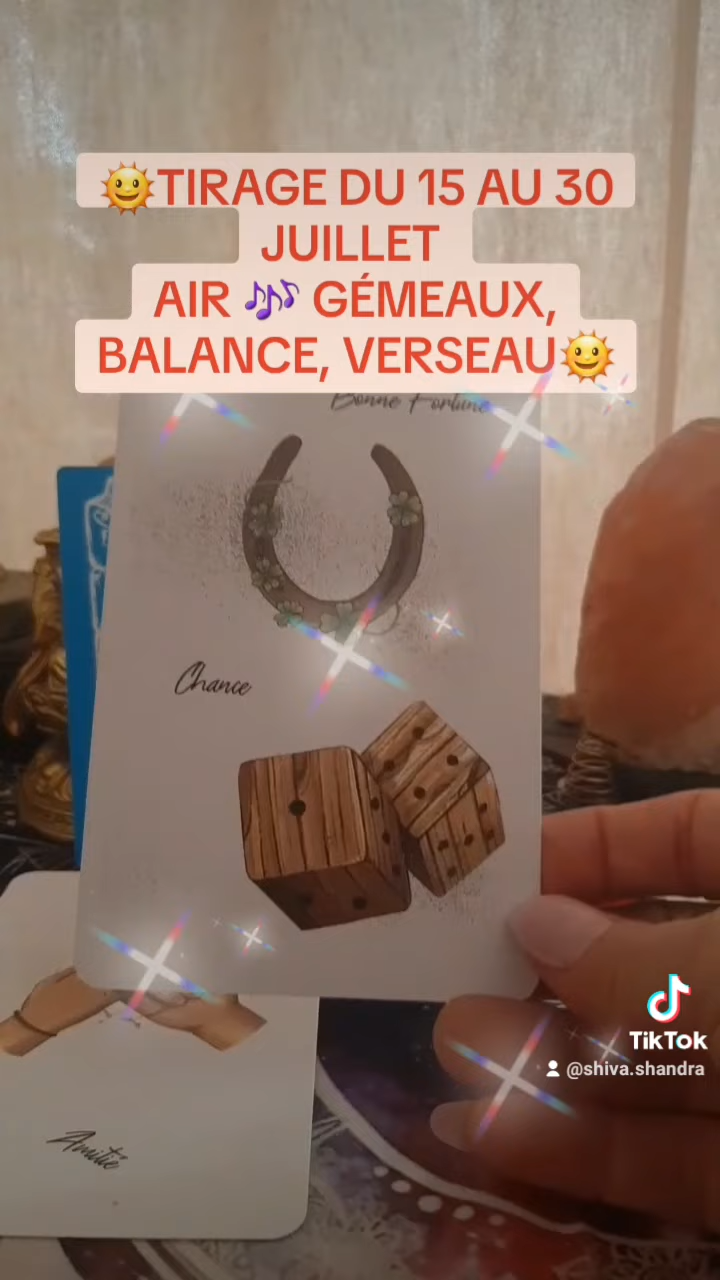 🌞TIRAGE DU 15 AU 30
JUILLET
AIR 🎶 GÉMEAUX,
BALANCE, VERSEAU🌞
Bonne Fortune
Chance
Amitié
TikTok
@shiva.shandra